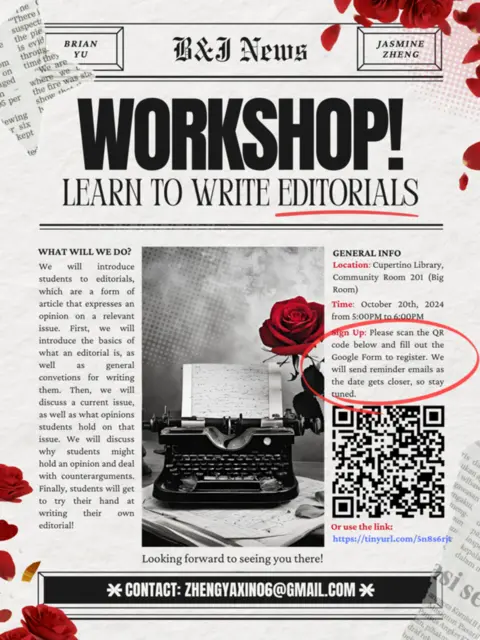 BRIAN
YU
B&J News
JASMINE
ZHENG
WORKSHOP!
LEARN TO WRITE EDITORIALS
WHAT WILL WE DO?
We will introduce
students to editorials,
which are a form of
article that expresses an
opinion on a relevant
issue. First, we will
introduce the basics of
what an editorial is, as
well as general
convetions for writing
them. Then, we will
discuss a current issue,
as well as what opinions
students hold on that
issue. We will discuss
why students might
hold an opinion and deal
with counterarguments.
Finally, students will get
to try their hand at
writing their own
editorial!
GENERAL INFO
Location: Cupertino Library,
Community Room 201 (Big
Room)
Time: October 20th, 2024
from 5:00PM to 6:00PM
Sign Up: Please scan the QR
code below and fill out the
Google Form to register. We
will send reminder emails as
the date gets closer, so stay
tuned.
Or use the link:
Looking forward to seeing you there!
CONTACT: ZHENGYAXIN06@GMAIL.COM